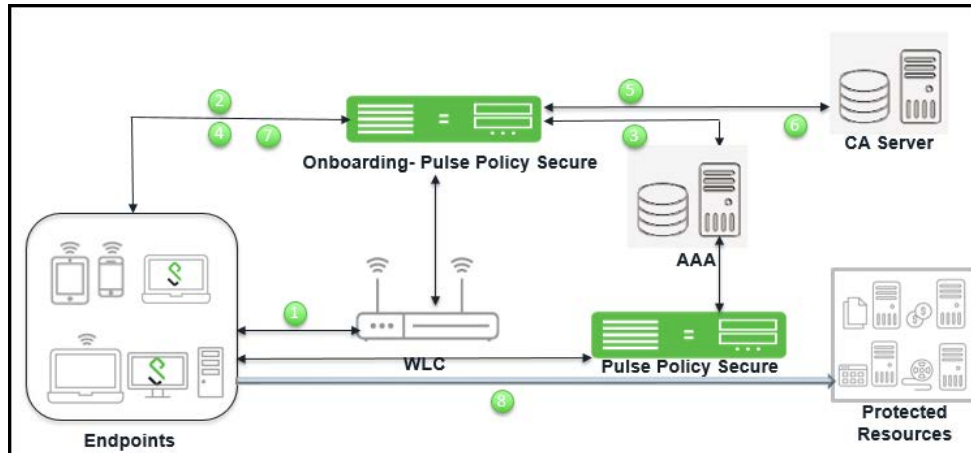 2
5
4
7
3
6
CA Server
Onboarding- Pulse Policy Secure
AAA
1
WLC
Pulse Policy Secure
8
Endpoints
Protected
Resources